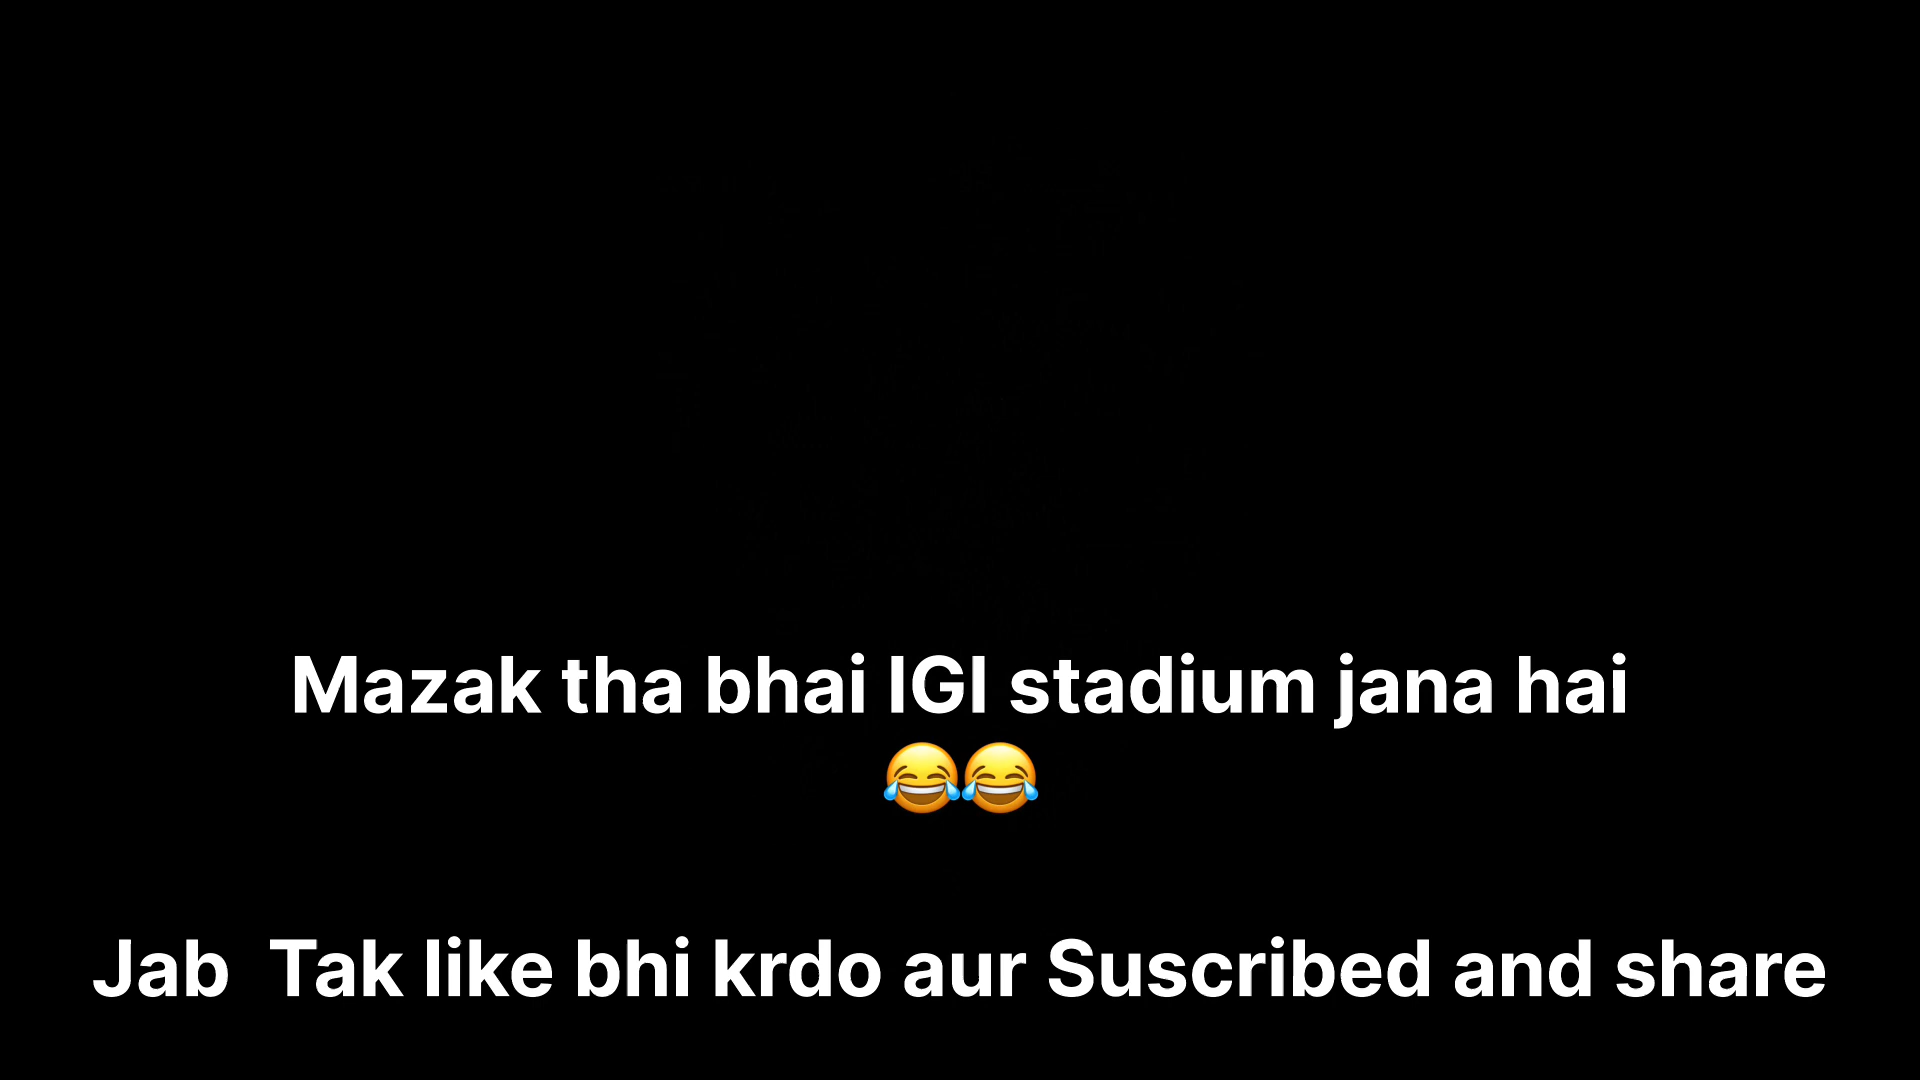 Mazak tha bhai IGI stadium jana hai
😂😂
Jab  Tak like bhi krdo aur Suscribed and share